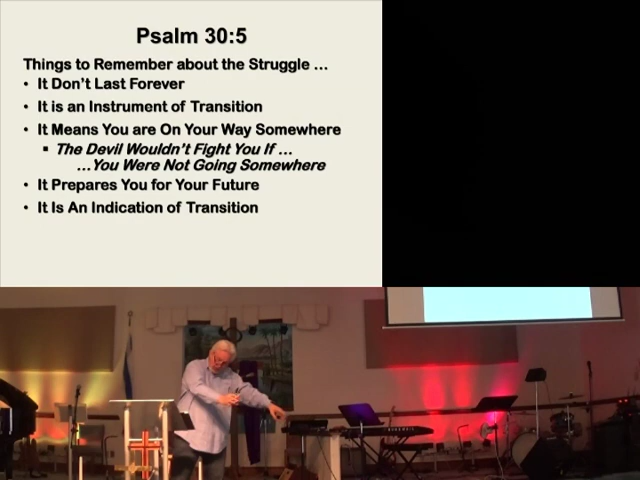 Psalm 30:5
Things to Remember about the Struggle …
• It Don't Last Forever
• It is an Instrument of Transition
• It Means You are On Your Way Somewhere
▪ The Devil Wouldn't Fight You If …
…You Were Not Going Somewhere
• It Prepares You for Your Future
• It Is An Indication of Transition